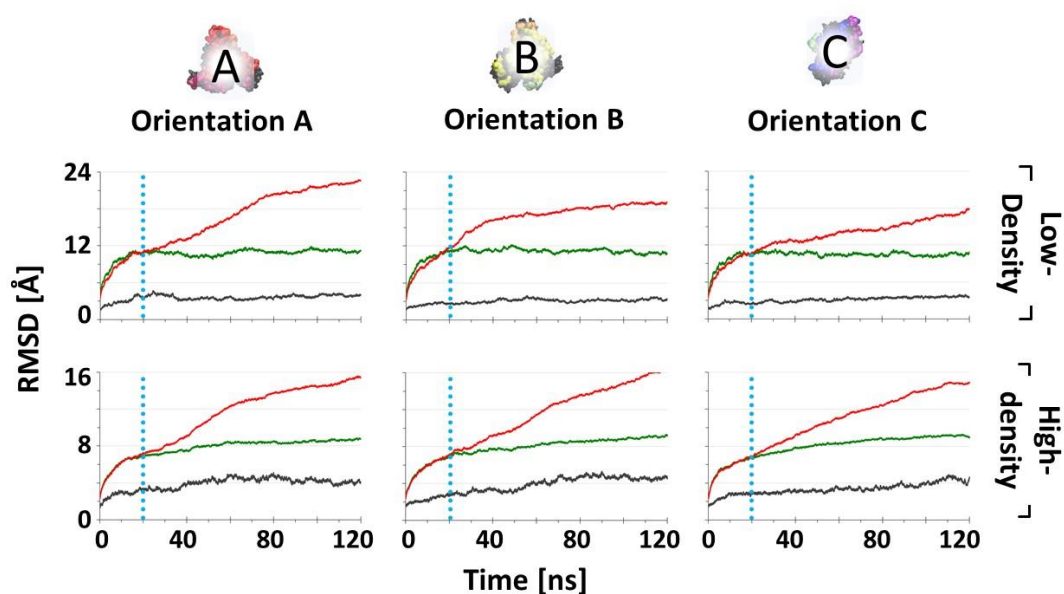 A B C
Orientation A Orientation B Orientation C
24
12
0
Low-
Density
RMSD [Å]
16
8
0
High-
density
0 40 80 120 0 40 80 120 0 40 80 120
Time [ns]